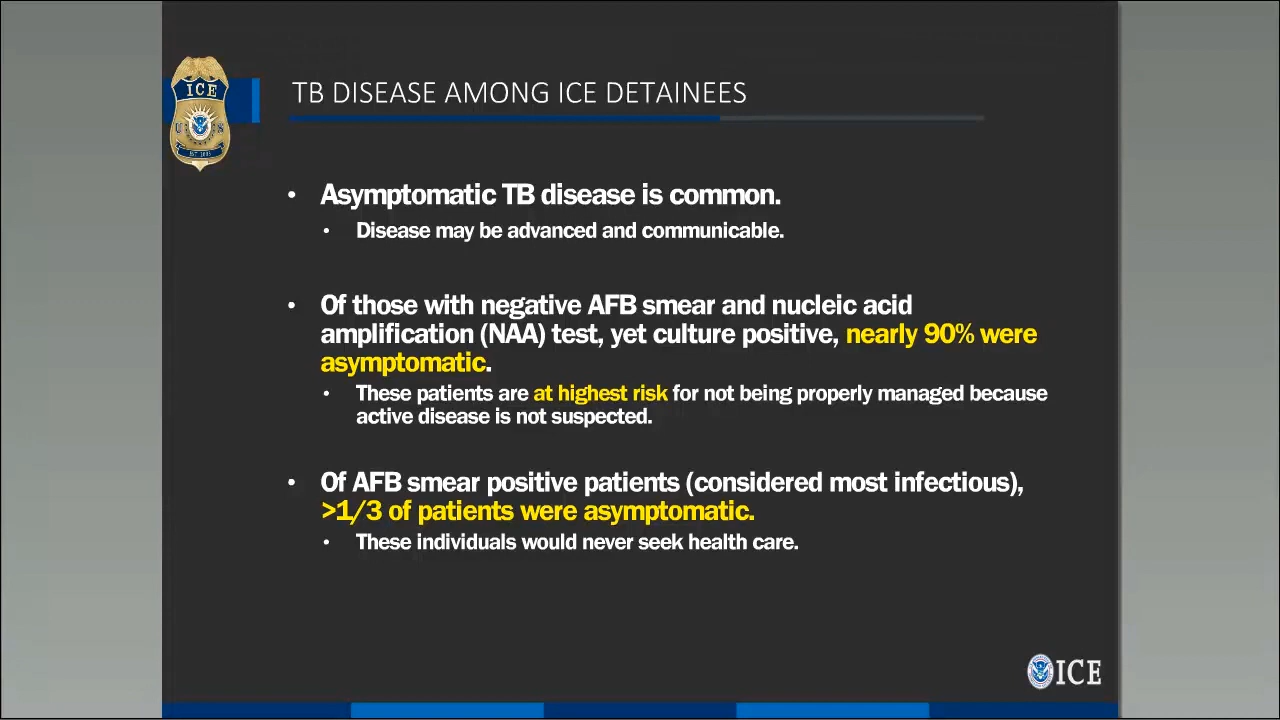 ICE
U S
EST 2003
TB DISEASE AMONG ICE DETAINEES
• Asymptomatic TB disease is common.
• Disease may be advanced and communicable.
• Of those with negative AFB smear and nucleic acid
amplification (NAA) test, yet culture positive, nearly 90% were
asymptomatic.
• These patients are at highest risk for not being properly managed because
active disease is not suspected.
• Of AFB smear positive patients (considered most infectious),
>1/3 of patients were asymptomatic.
• These individuals would never seek health care.
ICE